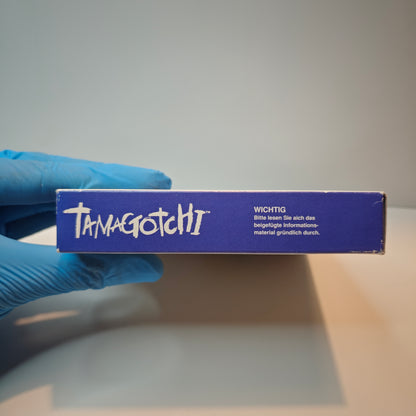 TAMAGOTCHI
WICHTIG
Bitte lesen Sie sich das
beigefügte Informations-
material gründlich durch.